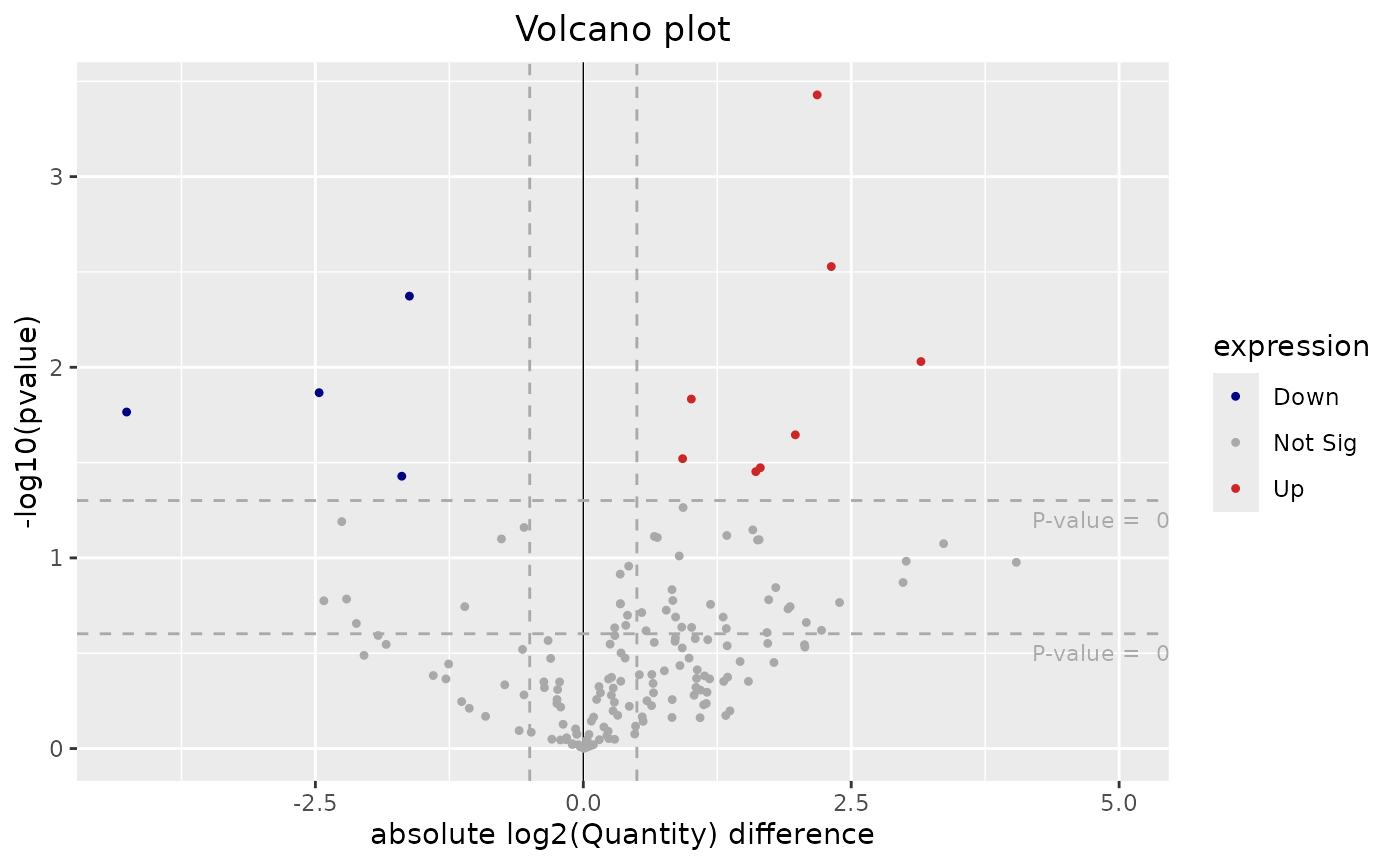 Volcano plot
-log10(pvalue)
3
2
1
0
P-value = 0
P-value = 0
-2.5
0.0
2.5
5.0
absolute log2(Quantity) difference
expression
Down
Not Sig
Up